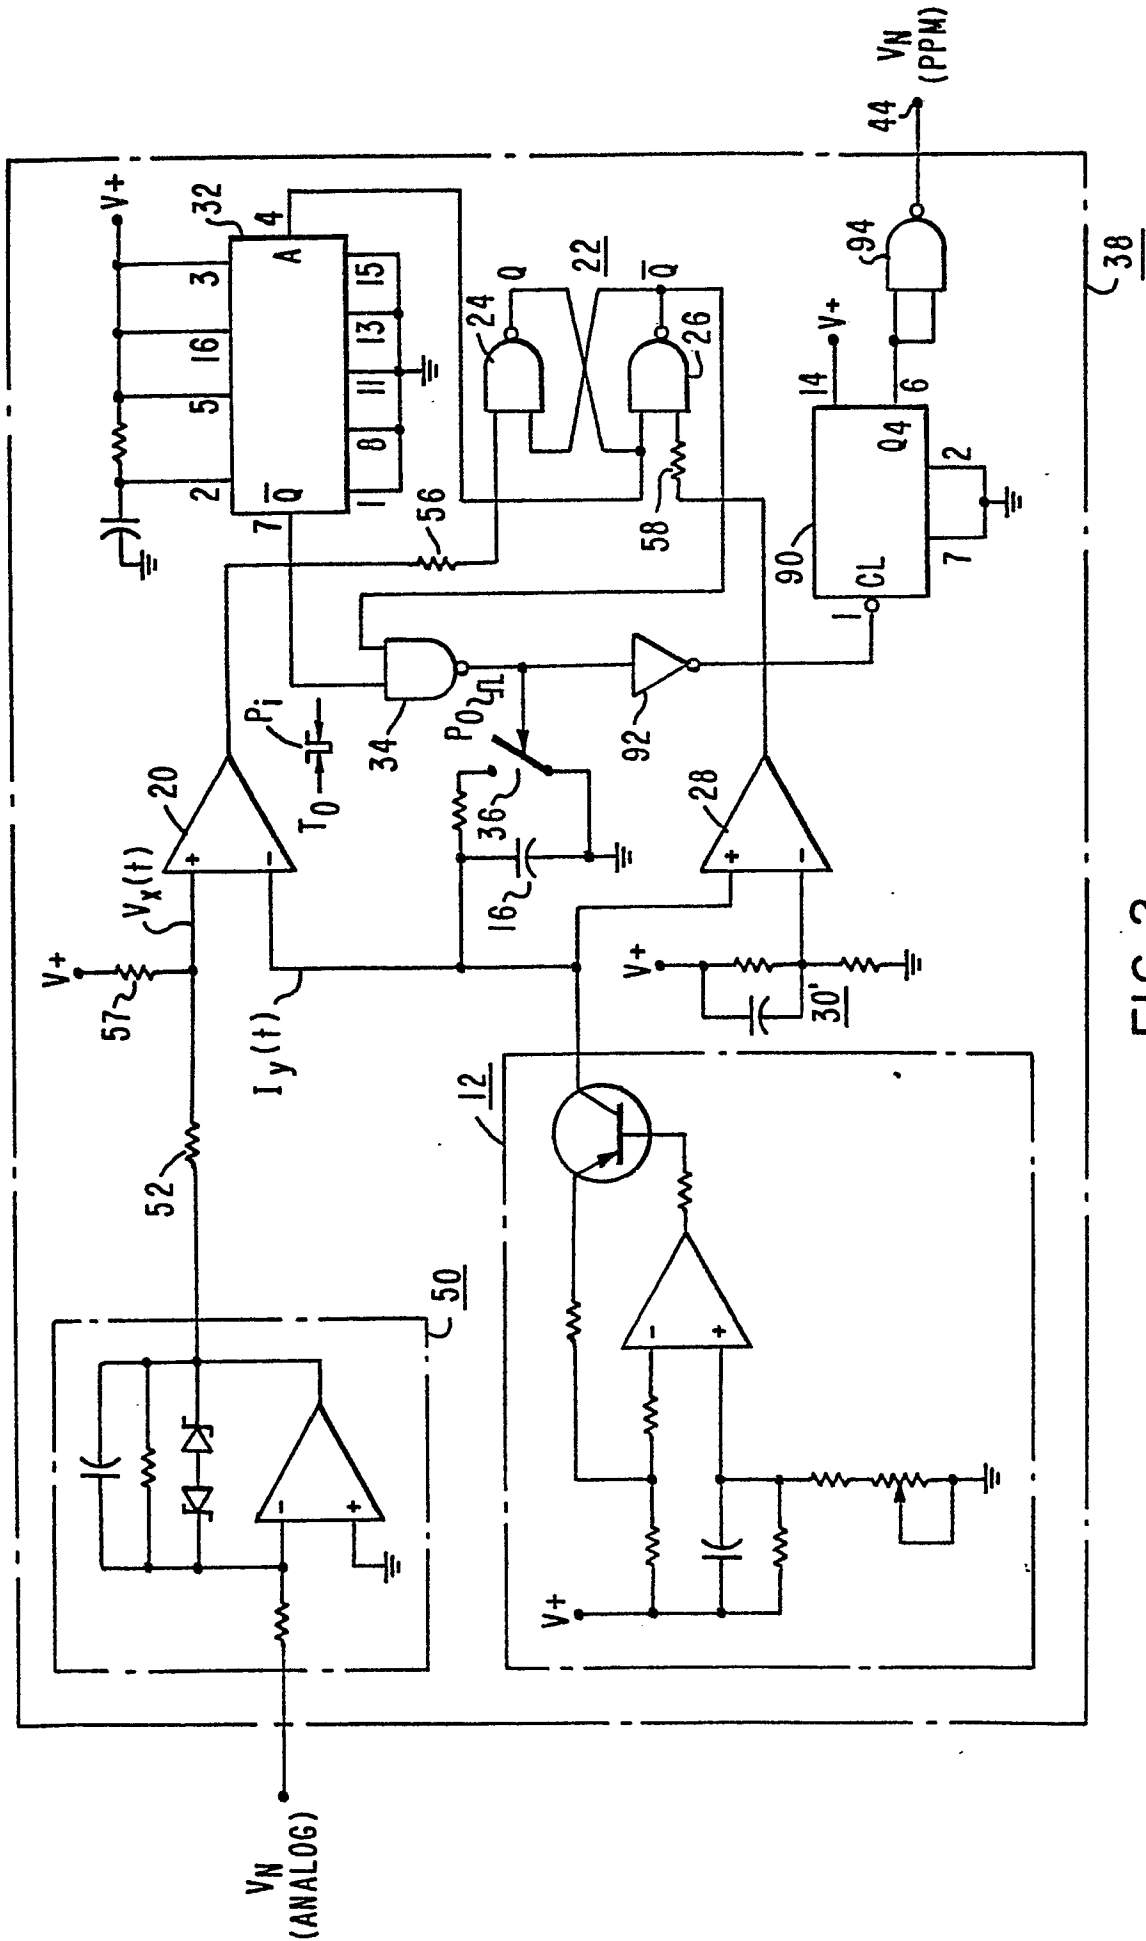 V_N
(ANALOG)
50
52
V+
57
V_X(t)
I_y(t)
20
+
-
-
+
T_0
P_i
34
P_0
36
16
56
7
Q̅
2
5
16
3
V+
32
4
A
1
8
11
13
15
24
Q
22
Q̅
26
58
12
V+
-
+
V+
30'
28
+
-
92
90
1
CL
7
2
Q4
6
14
V+
94
44
V_N
(PPM)
38